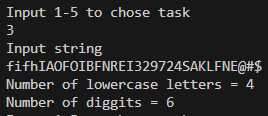 Input 1-5 to chose task
3
Input string
fifhIAOFOIBFNREI329724SAKLFNE@#$
Number of lowercase letters = 4
Number of diggits = 6